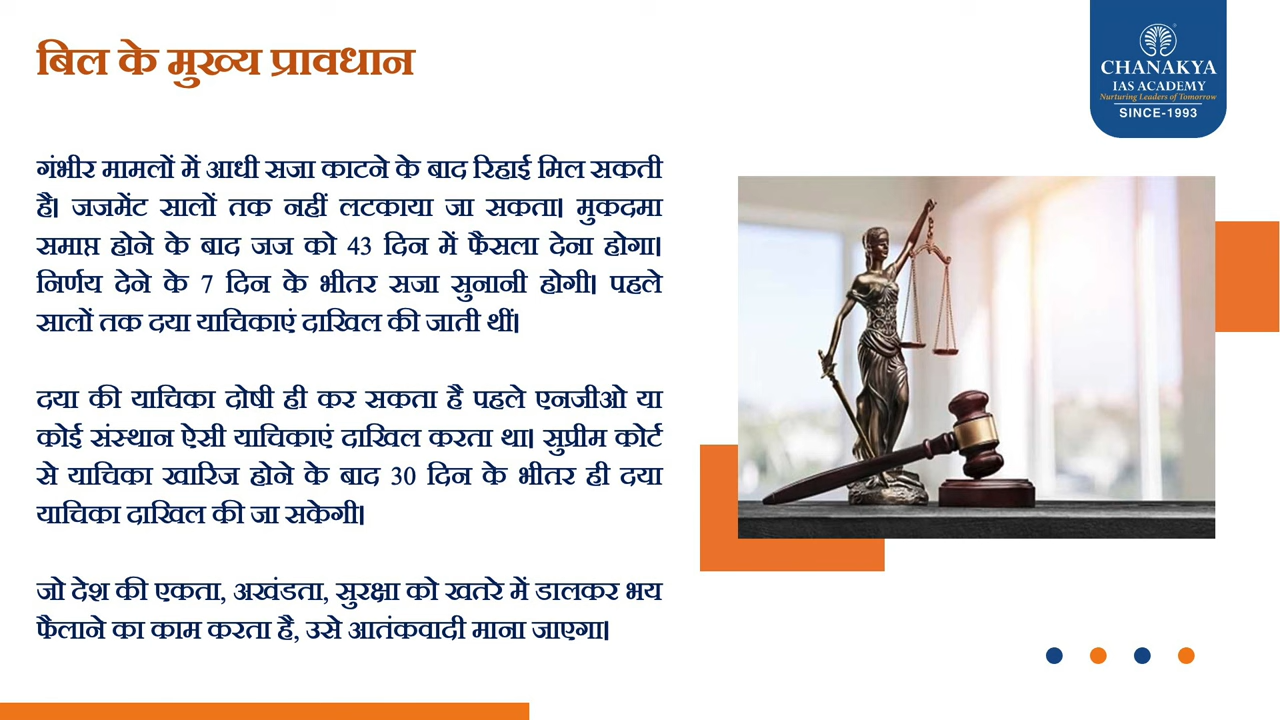 बिल के मुख्य प्रावधान
CHANAKYA
IAS ACADEMY
Nurturing Leaders of Tomorrow
SINCE-1993
गंभीर मामलों में आधी सजा काटने के बाद रिहाई मिल सकती
है। जजमेंट सालों तक नहीं लटकाया जा सकता। मुकदमा
समाप्त होने के बाद जज को 43 दिन में फैसला देना होगा।
निर्णय देने के 7 दिन के भीतर सजा सुनानी होगी। पहले
सालों तक दया याचिकाएं दाखिल की जाती थीं।
दया की याचिका दोषी ही कर सकता है पहले एनजीओ या
कोई संस्थान ऐसी याचिकाएं दाखिल करता था। सुप्रीम कोर्ट
से याचिका खारिज होने के बाद 30 दिन के भीतर ही दया
याचिका दाखिल की जा सकेगी।
जो देश की एकता, अखंडता, सुरक्षा को खतरे में डालकर भय
फैलाने का काम करता है, उसे आतंकवादी माना जाएगा।